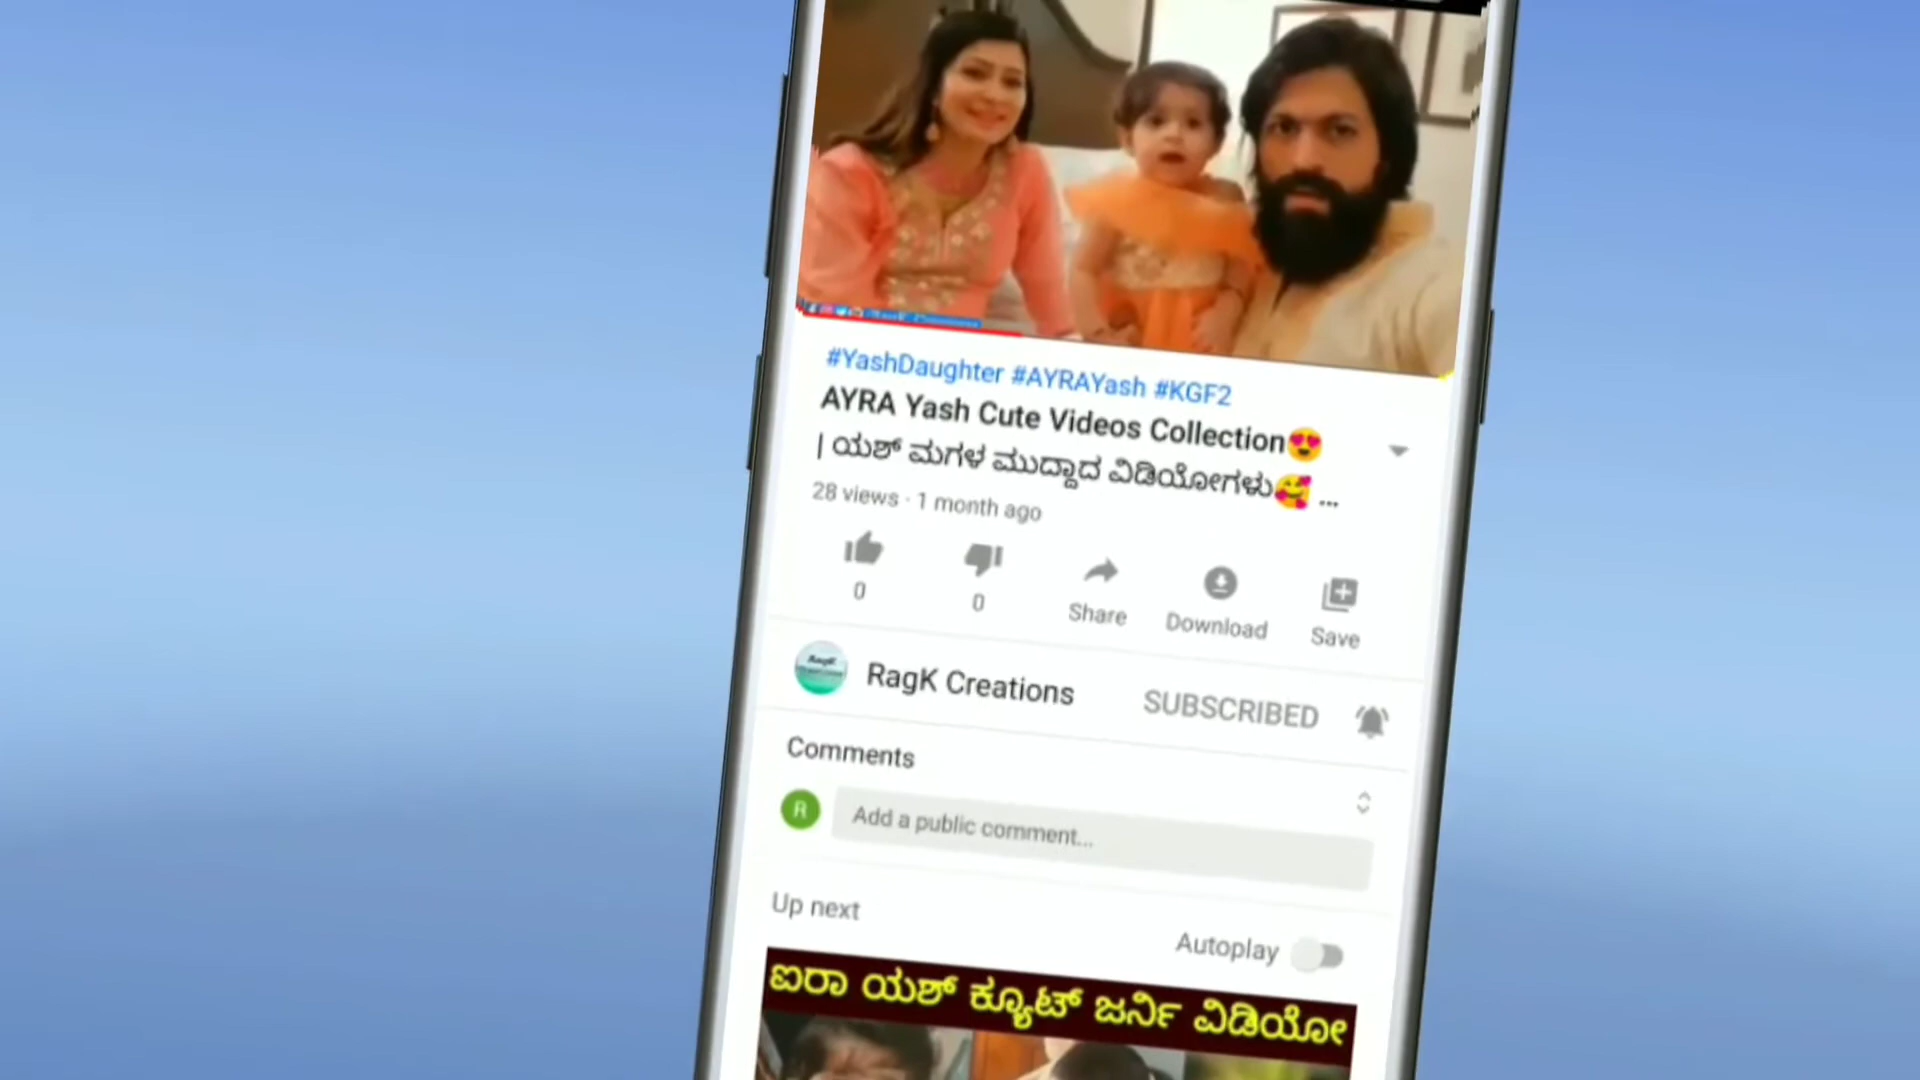 #YashDaughter #AYRAYash #KGF2
AYRA Yash Cute Videos Collection😍
| ಯಶ್ ಮಗಳ ಮುದ್ದಾದ ವಿಡಿಯೋಗಳು🥰 ...
28 views · 1 month ago
0 0 Share Download Save
RagK Creations SUBSCRIBED
Comments
R Add a public comment...
Up next
Autoplay
ಐರಾ ಯಶ್ ಕ್ಯೂಟ್ ಜರ್ನಿ ವಿಡಿಯೋ